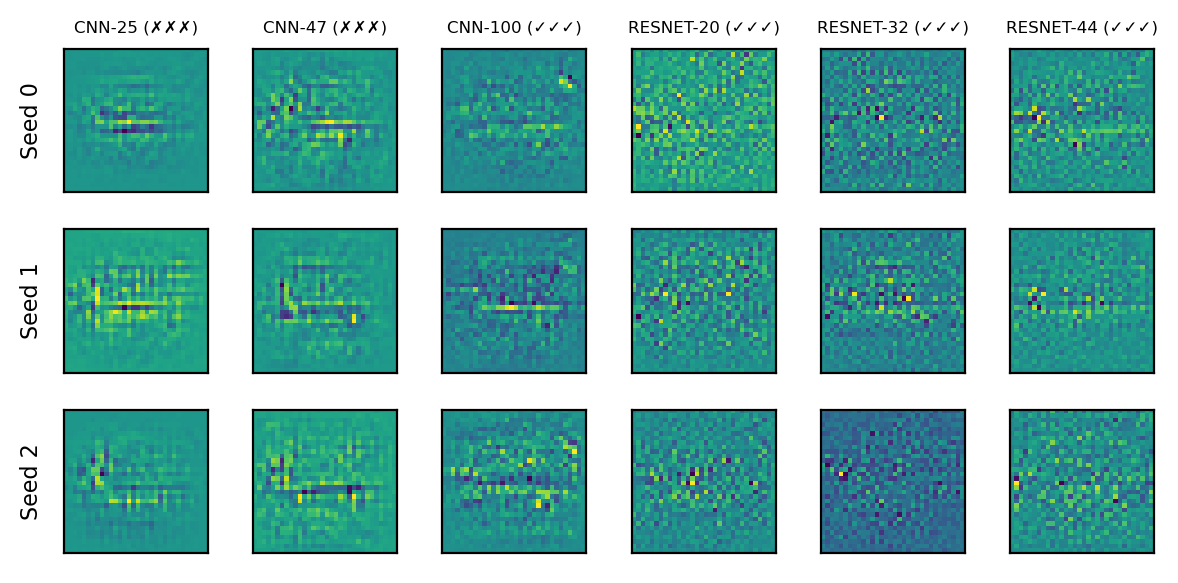 CNN-25 (✗✗✗) CNN-47 (✗✗✗) CNN-100 (✓✓✓) RESNET-20 (✓✓✓) RESNET-32 (✓✓✓) RESNET-44 (✓✓✓)
Seed 0
Seed 1
Seed 2